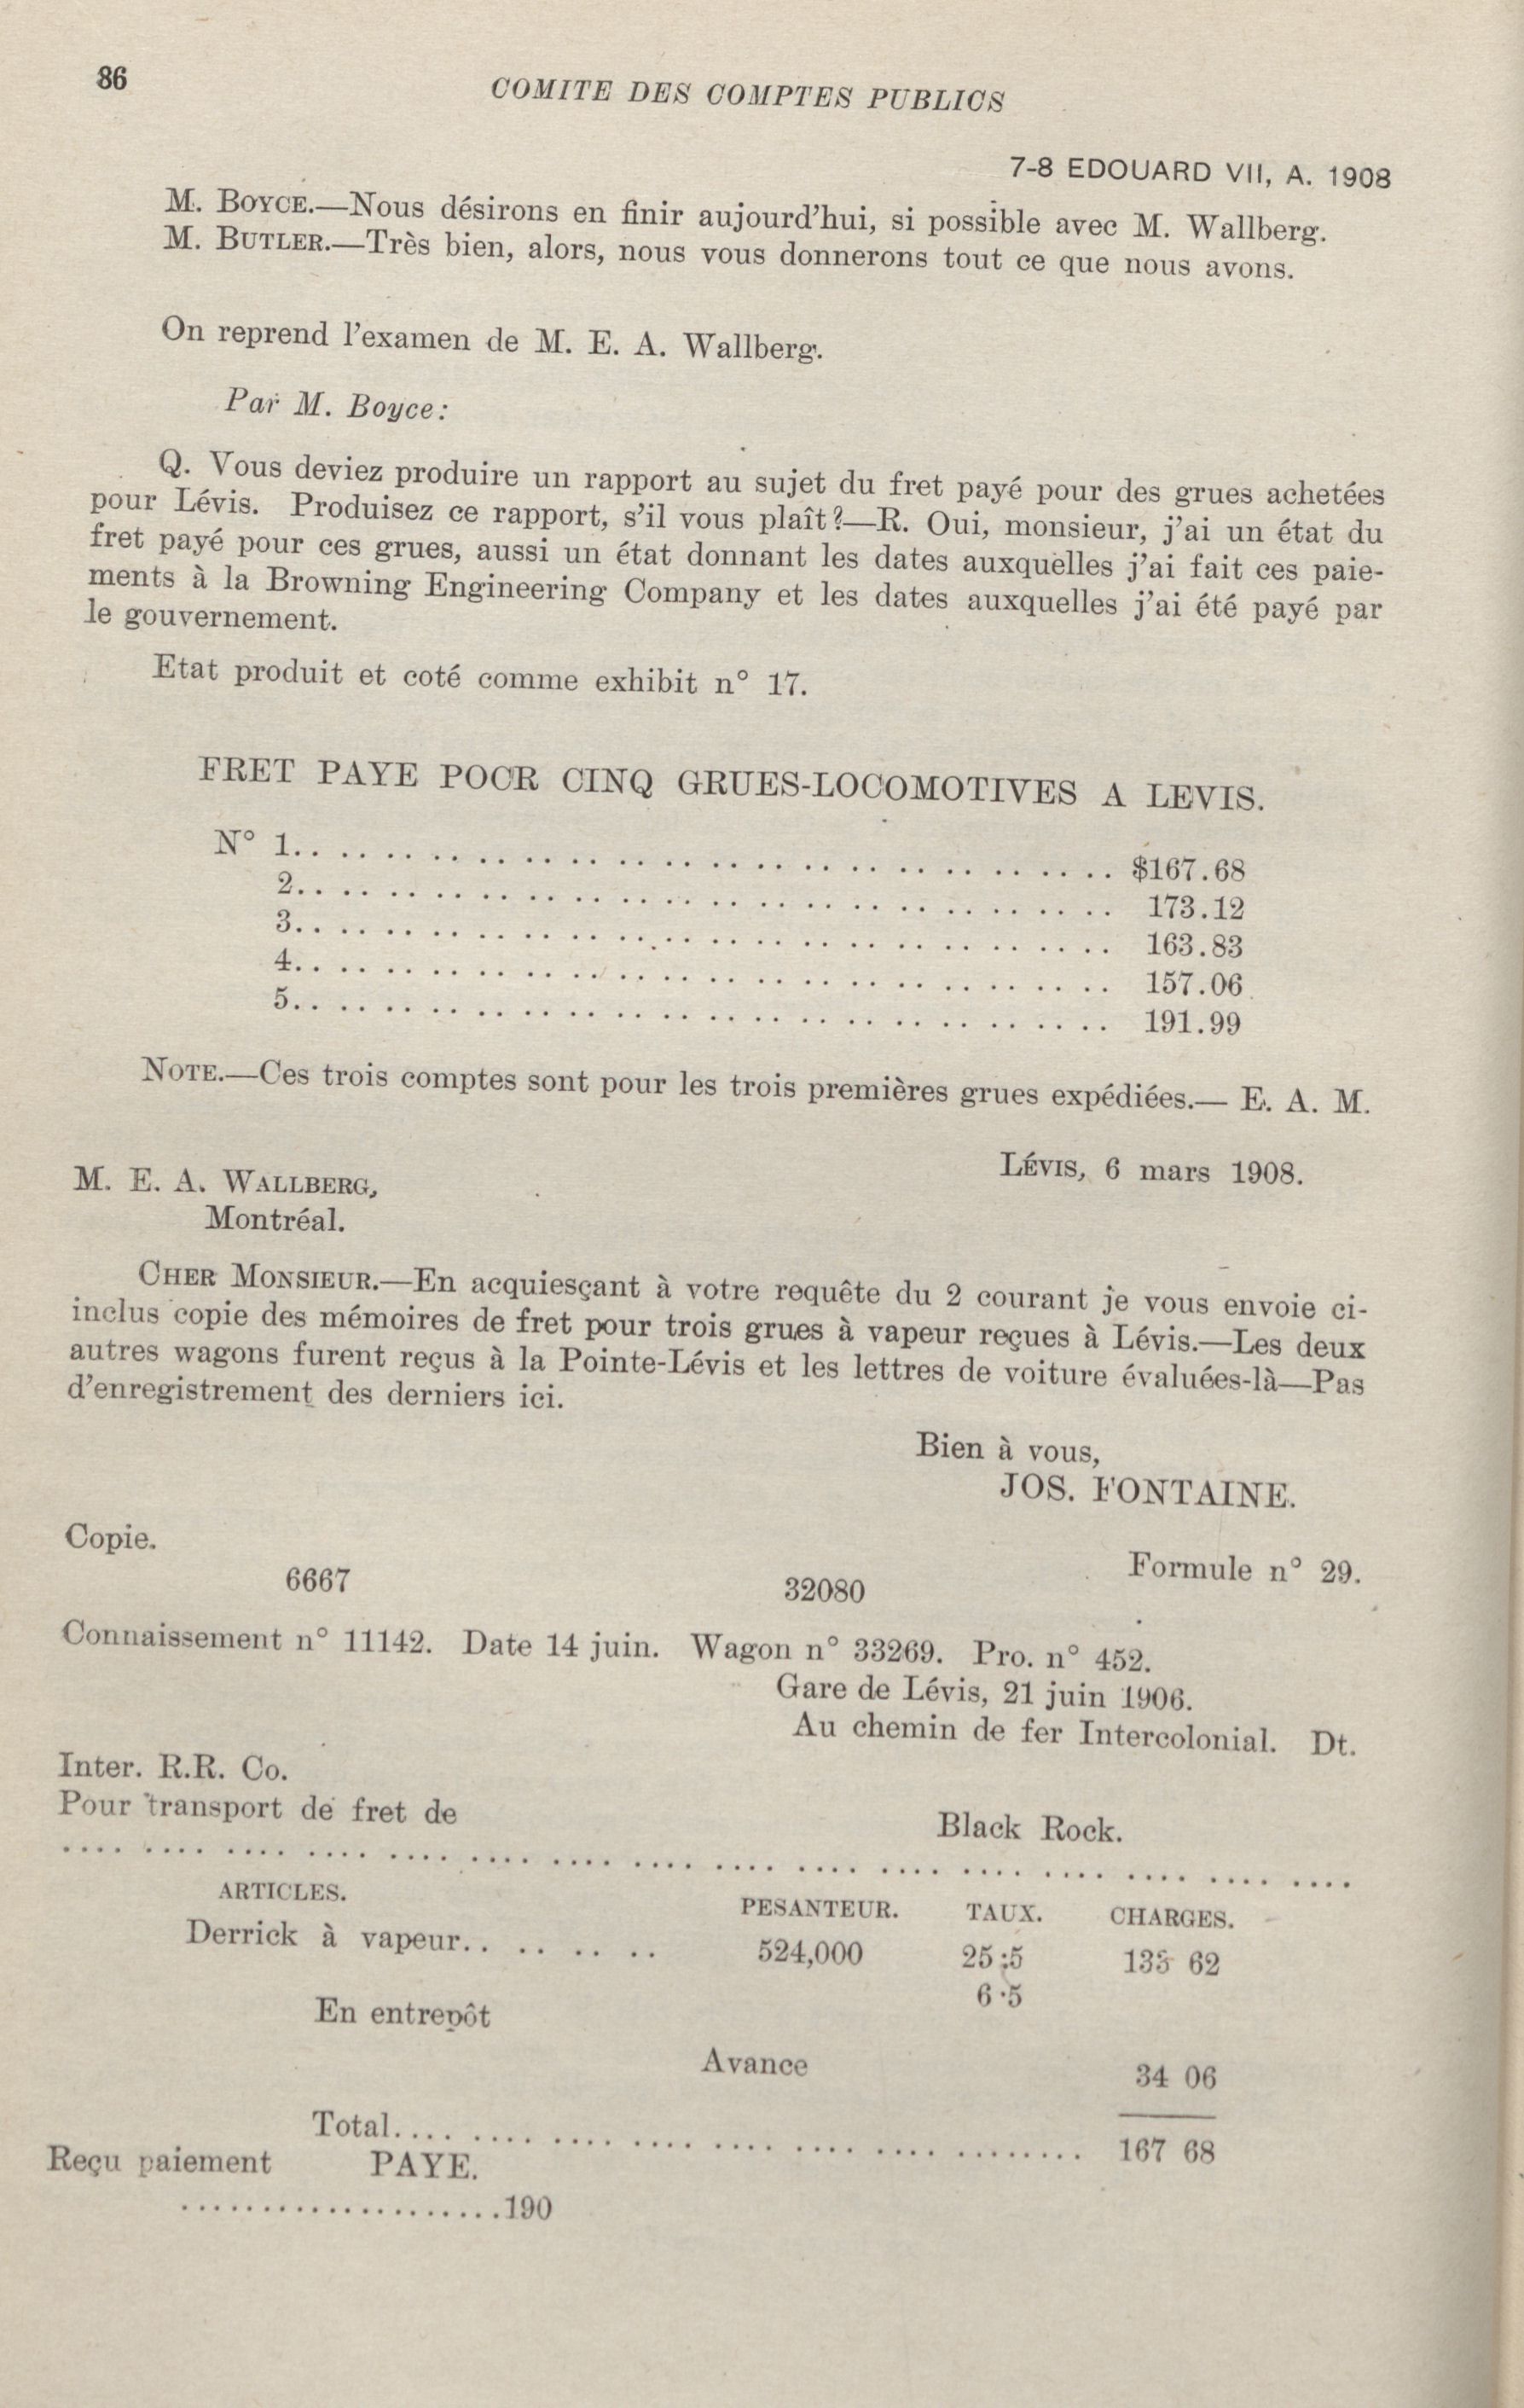 86
COMITE DES COMPTES PUBLICS
7-8 EDOUARD VII, A. 1908
M. BOYCE.—Nous désirons en finir aujourd'hui, si possible avec M. Wallberg.
M. BUTLER.—Très bien, alors, nous vous donnerons tout ce que nous avons.
On reprend l'examen de M. E. A. Wallberg.
Par M. Boyce:
Q. Vous deviez produire un rapport au sujet du fret payé pour des grues achetées
pour Lévis. Produisez ce rapport, s'il vous plaît?—R. Oui, monsieur, j'ai un état du
fret payé pour ces grues, aussi un état donnant les dates auxquelles j'ai fait ces paie-
ments à la Browning Engineering Company et les dates auxquelles j'ai été payé par
le gouvernement.
Etat produit et coté comme exhibit n° 17.
FRET PAYE POCR CINQ GRUES-LOCOMOTIVES A LEVIS.
N° 1.. .. .. .. .. .. .. .. .. .. .. .. .. .. .. .. .. .. $167.68
2.. .. .. .. .. .. .. .. .. .. .. .. .. .. .. .. .. .. 173.12
3.. .. .. .. .. .. .. .. .. .. .. .. .. .. .. .. .. .. 163.83
4.. .. .. .. .. .. .. .. .. .. .. .. .. .. .. .. .. .. 157.06
5.. .. .. .. .. .. .. .. .. .. .. .. .. .. .. .. .. .. 191.99
NOTE.—Ces trois comptes sont pour les trois premières grues expédiées.— E. A. M.
LÉVIS, 6 mars 1908.
M. E. A. WALLBERG,
Montréal.
CHER MONSIEUR.—En acquiesçant à votre requête du 2 courant je vous envoie ci-
inclus copie des mémoires de fret pour trois grues à vapeur reçues à Lévis.—Les deux
autres wagons furent reçus à la Pointe-Lévis et les lettres de voiture évaluées-là—Pas
d'enregistrement des derniers ici.
Bien à vous,
JOS. FONTAINE.
Copie.
Formule n° 29.
6667 32080
Connaissement n° 11142. Date 14 juin. Wagon n° 33269. Pro. n° 452.
Gare de Lévis, 21 juin 1906.
Au chemin de fer Intercolonial. Dt.
Inter. R.R. Co.
Pour transport de fret de Black Rock.
.... .... .... .... .... .... .... .... .... .... .... .... .... .... .... ....
ARTICLES. PESANTEUR. TAUX. CHARGES.
Derrick à vapeur.. .. .. .. .. 524,000 25:5 133 62
6·5
En entrepôt
Avance 34 06
Total.... .... .... .... .... .... .... ........ 167 68
Reçu paiement PAYE.
....................190